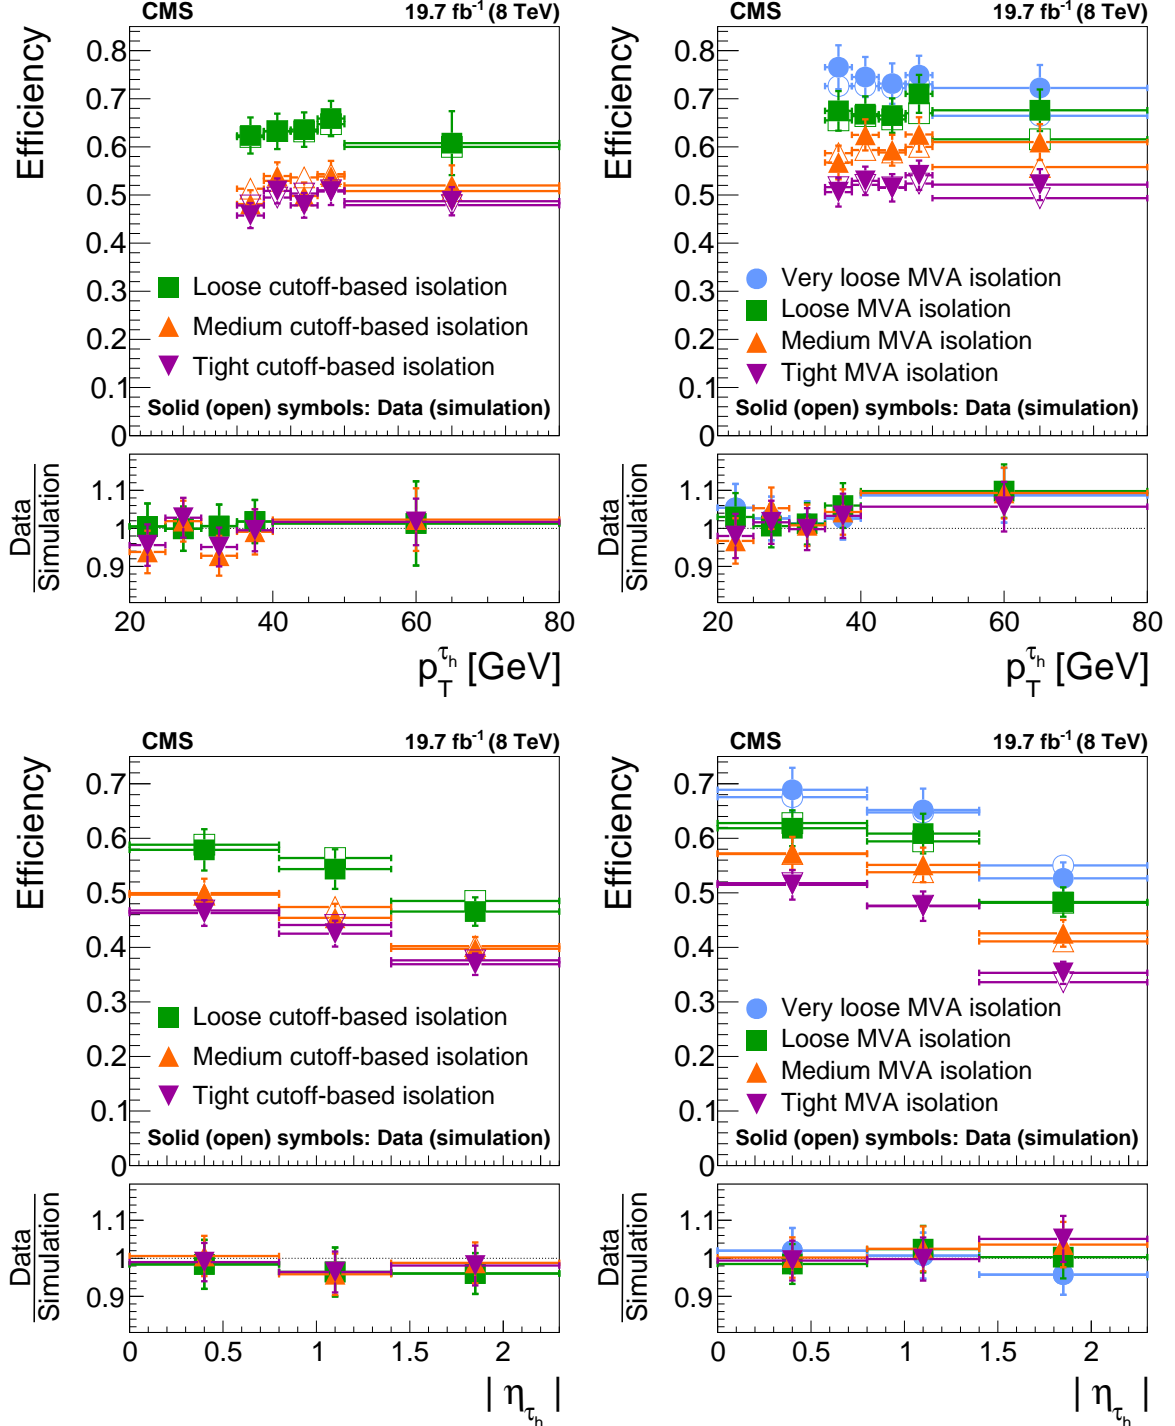 CMS 19.7 fb-1 (8 TeV)
Efficiency
0.8
0.7
0.6
0.5
0.4
0.3
0.2
0.1
0
Loose cutoff-based isolation
Medium cutoff-based isolation
Tight cutoff-based isolation
Solid (open) symbols: Data (simulation)
Data
Simulation
1.1
1
0.9
20 40 60 80
p_T^τh [GeV]
CMS 19.7 fb-1 (8 TeV)
Efficiency
0.8
0.7
0.6
0.5
0.4
0.3
0.2
0.1
0
Very loose MVA isolation
Loose MVA isolation
Medium MVA isolation
Tight MVA isolation
Solid (open) symbols: Data (simulation)
Data
Simulation
1.1
1
0.9
20 40 60 80
p_T^τh [GeV]
CMS 19.7 fb-1 (8 TeV)
Efficiency
0.7
0.6
0.5
0.4
0.3
0.2
0.1
0
Loose cutoff-based isolation
Medium cutoff-based isolation
Tight cutoff-based isolation
Solid (open) symbols: Data (simulation)
Data
Simulation
1.1
1
0.9
0 0.5 1 1.5 2
| η_τh |
CMS 19.7 fb-1 (8 TeV)
Efficiency
0.7
0.6
0.5
0.4
0.3
0.2
0.1
0
Very loose MVA isolation
Loose MVA isolation
Medium MVA isolation
Tight MVA isolation
Solid (open) symbols: Data (simulation)
Data
Simulation
1.1
1
0.9
0 0.5 1 1.5 2
| η_τh |